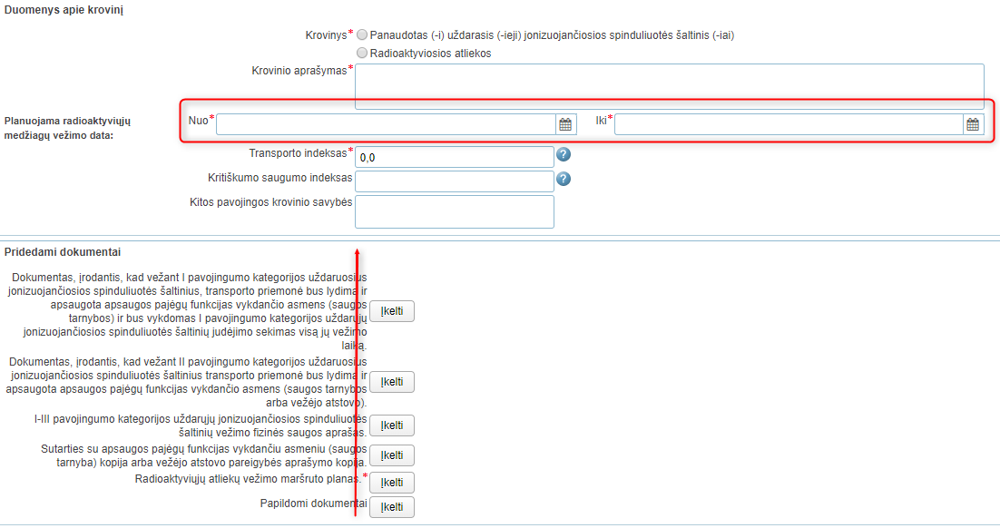 Duomenys apie krovinį
Krovinys* Panaudotas (-i) uždarasis (-ieji) jonizuojančiosios spinduliuotės šaltinis (-iai)
Radioaktyviosios atliekos
Krovinio aprašymas*
Planuojama radioaktyviųjų
medžiagų vežimo data:
Nuo* Iki*
Transporto indeksas* 0,0 ?
Kritiškumo saugumo indeksas ?
Kitos pavojingos krovinio savybės
Pridedami dokumentai
Dokumentas, įrodantis, kad vežant I pavojingumo kategorijos uždaruosius
jonizuojančiosios spinduliuotės šaltinius, transporto priemonė bus lydima ir
apsaugota apsaugos pajėgų funkcijas vykdančio asmens (saugos
tarnybos) ir bus vykdomas I pavojingumo kategorijos uždarųjų
jonizuojančiosios spinduliuotės šaltinių judėjimo sekimas visą jų vežimo
laiką.
Įkelti
Dokumentas, įrodantis, kad vežant II pavojingumo kategorijos uždaruosius
jonizuojančiosios spinduliuotės šaltinius transporto priemonė bus lydima ir
apsaugota apsaugos pajėgų funkcijas vykdančio asmens (saugos tarnybos
arba vežėjo atstovo).
Įkelti
I-III pavojingumo kategorijos uždarųjų jonizuojančiosios spinduliuotės
šaltinių vežimo fizinės saugos aprašas.
Įkelti
Sutarties su apsaugos pajėgų funkcijas vykdančiu asmeniu (saugos
tarnyba) kopija arba vežėjo atstovo pareigybės aprašymo kopija.
Įkelti
Radioaktyviųjų atliekų vežimo maršruto planas.* Įkelti
Papildomi dokumentai Įkelti